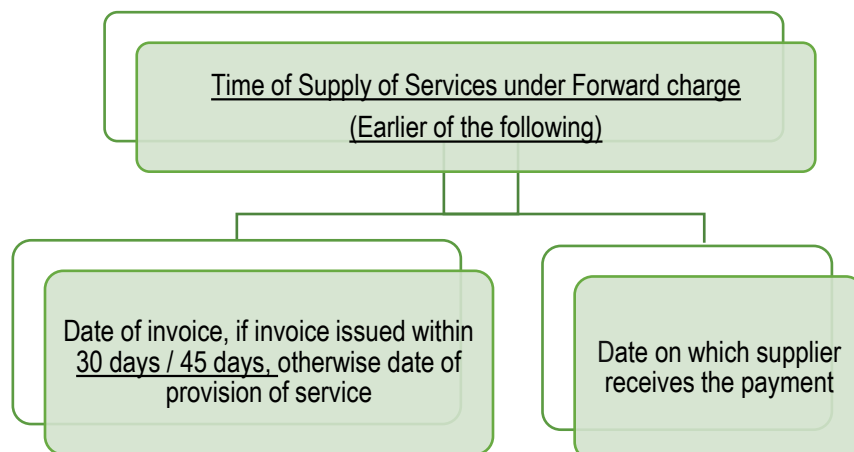 Time of Supply of Services under Forward charge
(Earlier of the following)
Date of invoice, if invoice issued within
30 days / 45 days, otherwise date of
provision of service
Date on which supplier
receives the payment